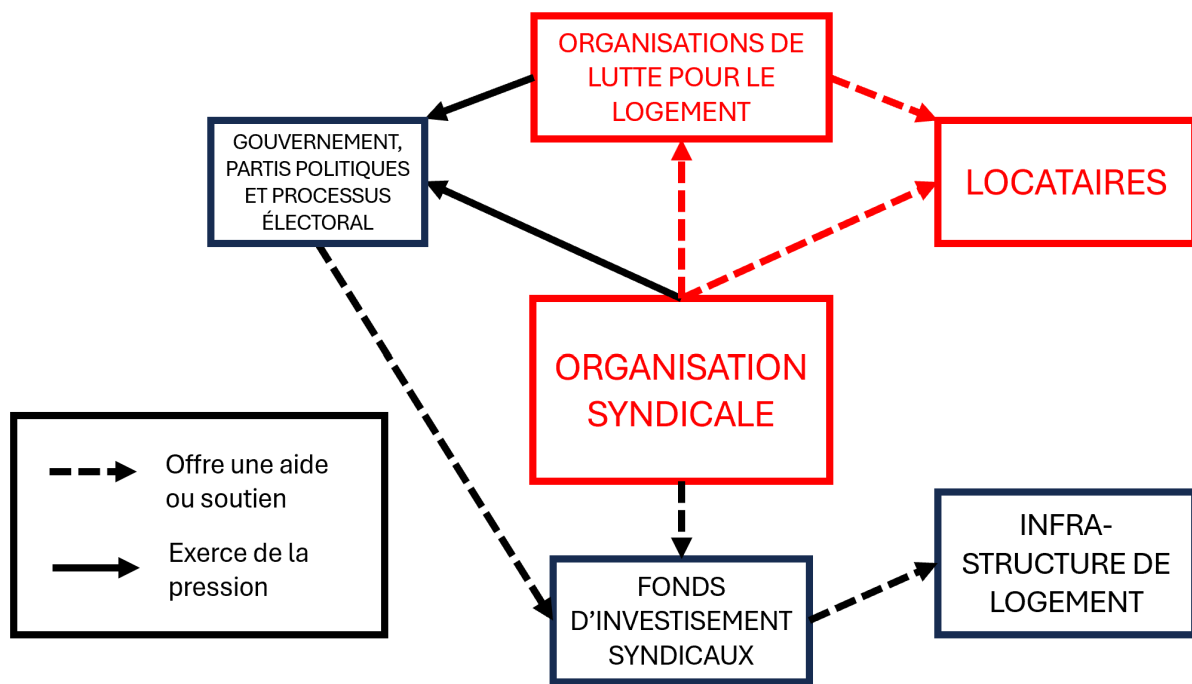 ORGANISATIONS DE
LUTTE POUR LE
LOGEMENT
GOUVERNEMENT,
PARTIS POLITIQUES
ET PROCESSUS
ÉLECTORAL
LOCATAIRES
ORGANISATION
SYNDICALE
Offre une aide
ou soutien
Exerce de la
pression
FONDS
D’INVESTISEMENT
SYNDICAUX
INFRA-
STRUCTURE DE
LOGEMENT